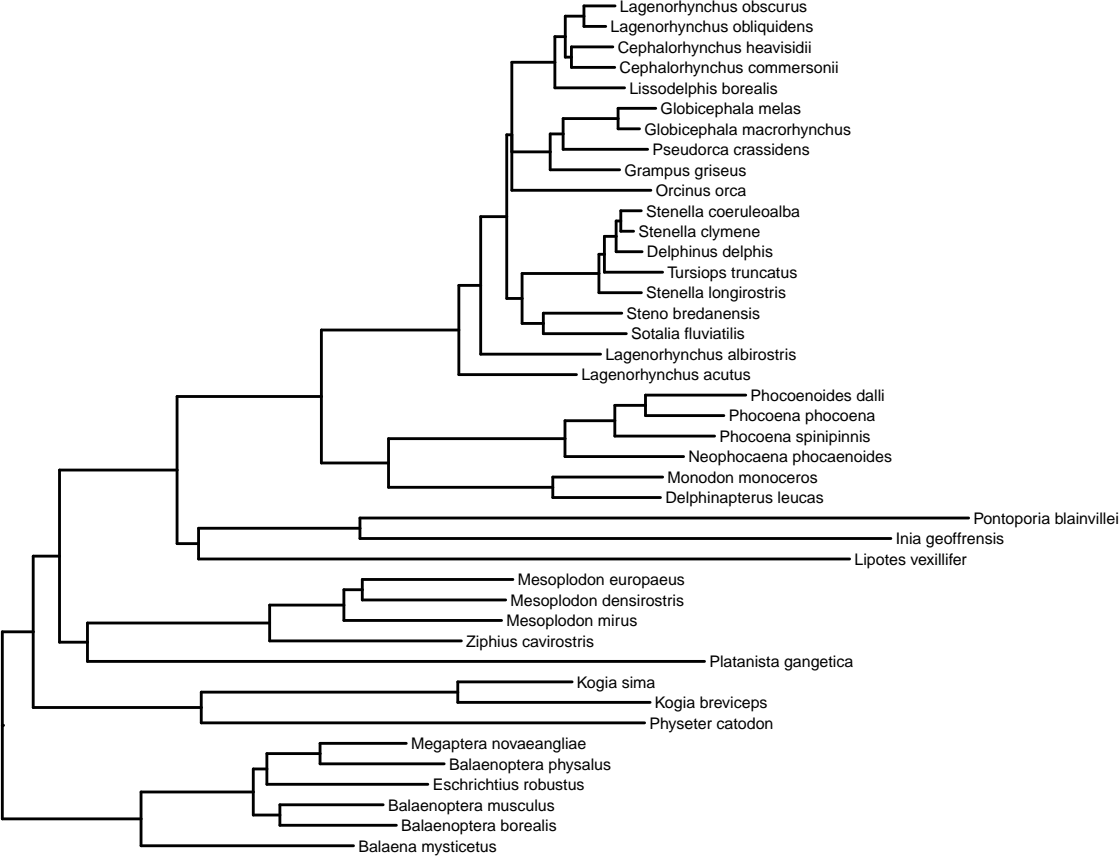 Lagenorhynchus obscurus
Lagenorhynchus obliquidens
Cephalorhynchus heavisidii
Cephalorhynchus commersonii
Lissodelphis borealis
Globicephala melas
Globicephala macrorhynchus
Pseudorca crassidens
Grampus griseus
Orcinus orca
Stenella coeruleoalba
Stenella clymene
Delphinus delphis
Tursiops truncatus
Stenella longirostris
Steno bredanensis
Sotalia fluviatilis
Lagenorhynchus albirostris
Lagenorhynchus acutus
Phocoenoides dalli
Phocoena phocoena
Phocoena spinipinnis
Neophocaena phocaenoides
Monodon monoceros
Delphinapterus leucas
Pontoporia blainvillei
Inia geoffrensis
Lipotes vexillifer
Mesoplodon europaeus
Mesoplodon densirostris
Mesoplodon mirus
Ziphius cavirostris
Platanista gangetica
Kogia sima
Kogia breviceps
Physeter catodon
Megaptera novaeangliae
Balaenoptera physalus
Eschrichtius robustus
Balaenoptera musculus
Balaenoptera borealis
Balaena mysticetus